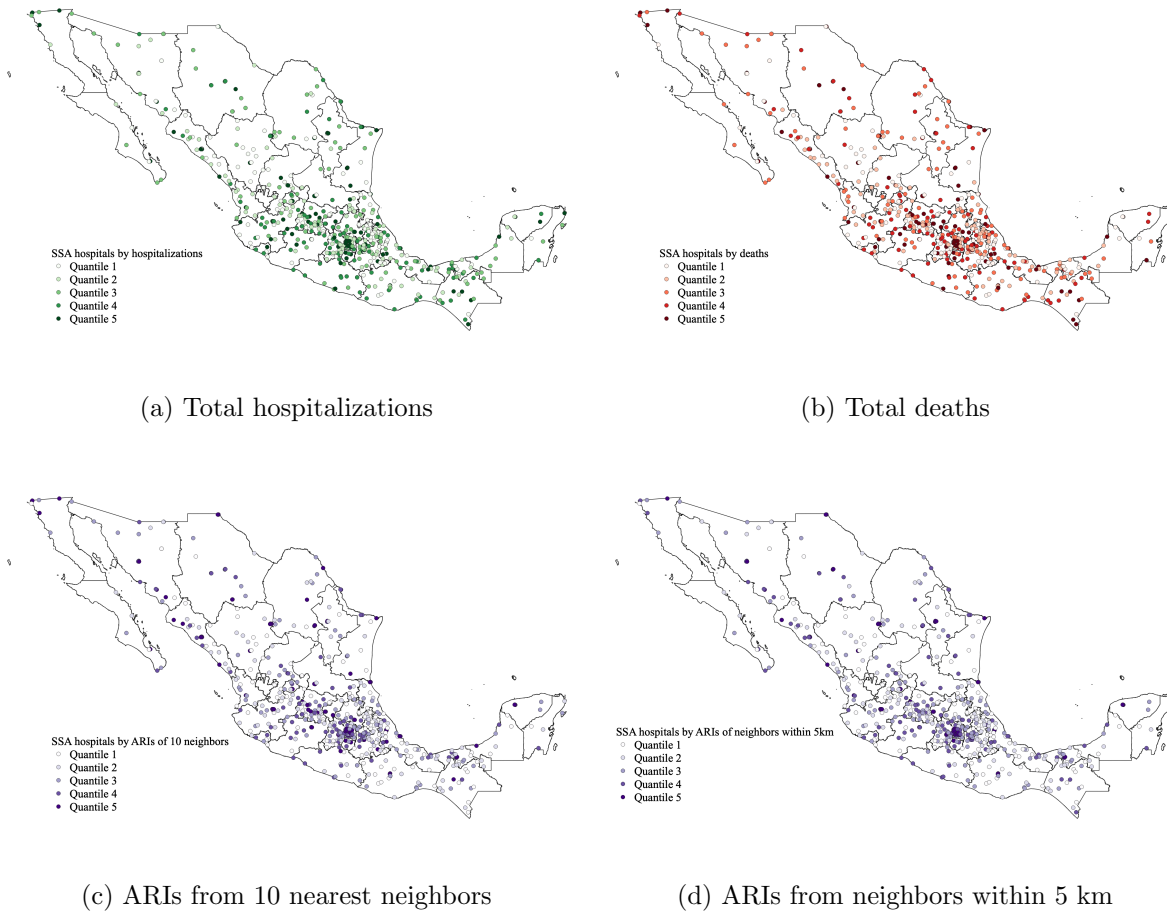 SSA hospitals by hospitalizations
Quantile 1
Quantile 2
Quantile 3
Quantile 4
Quantile 5
(a) Total hospitalizations
SSA hospitals by deaths
Quantile 1
Quantile 2
Quantile 3
Quantile 4
Quantile 5
(b) Total deaths
SSA hospitals by ARIs of 10 neighbors
Quantile 1
Quantile 2
Quantile 3
Quantile 4
Quantile 5
(c) ARIs from 10 nearest neighbors
SSA hospitals by ARIs of neighbors within 5km
Quantile 1
Quantile 2
Quantile 3
Quantile 4
Quantile 5
(d) ARIs from neighbors within 5 km